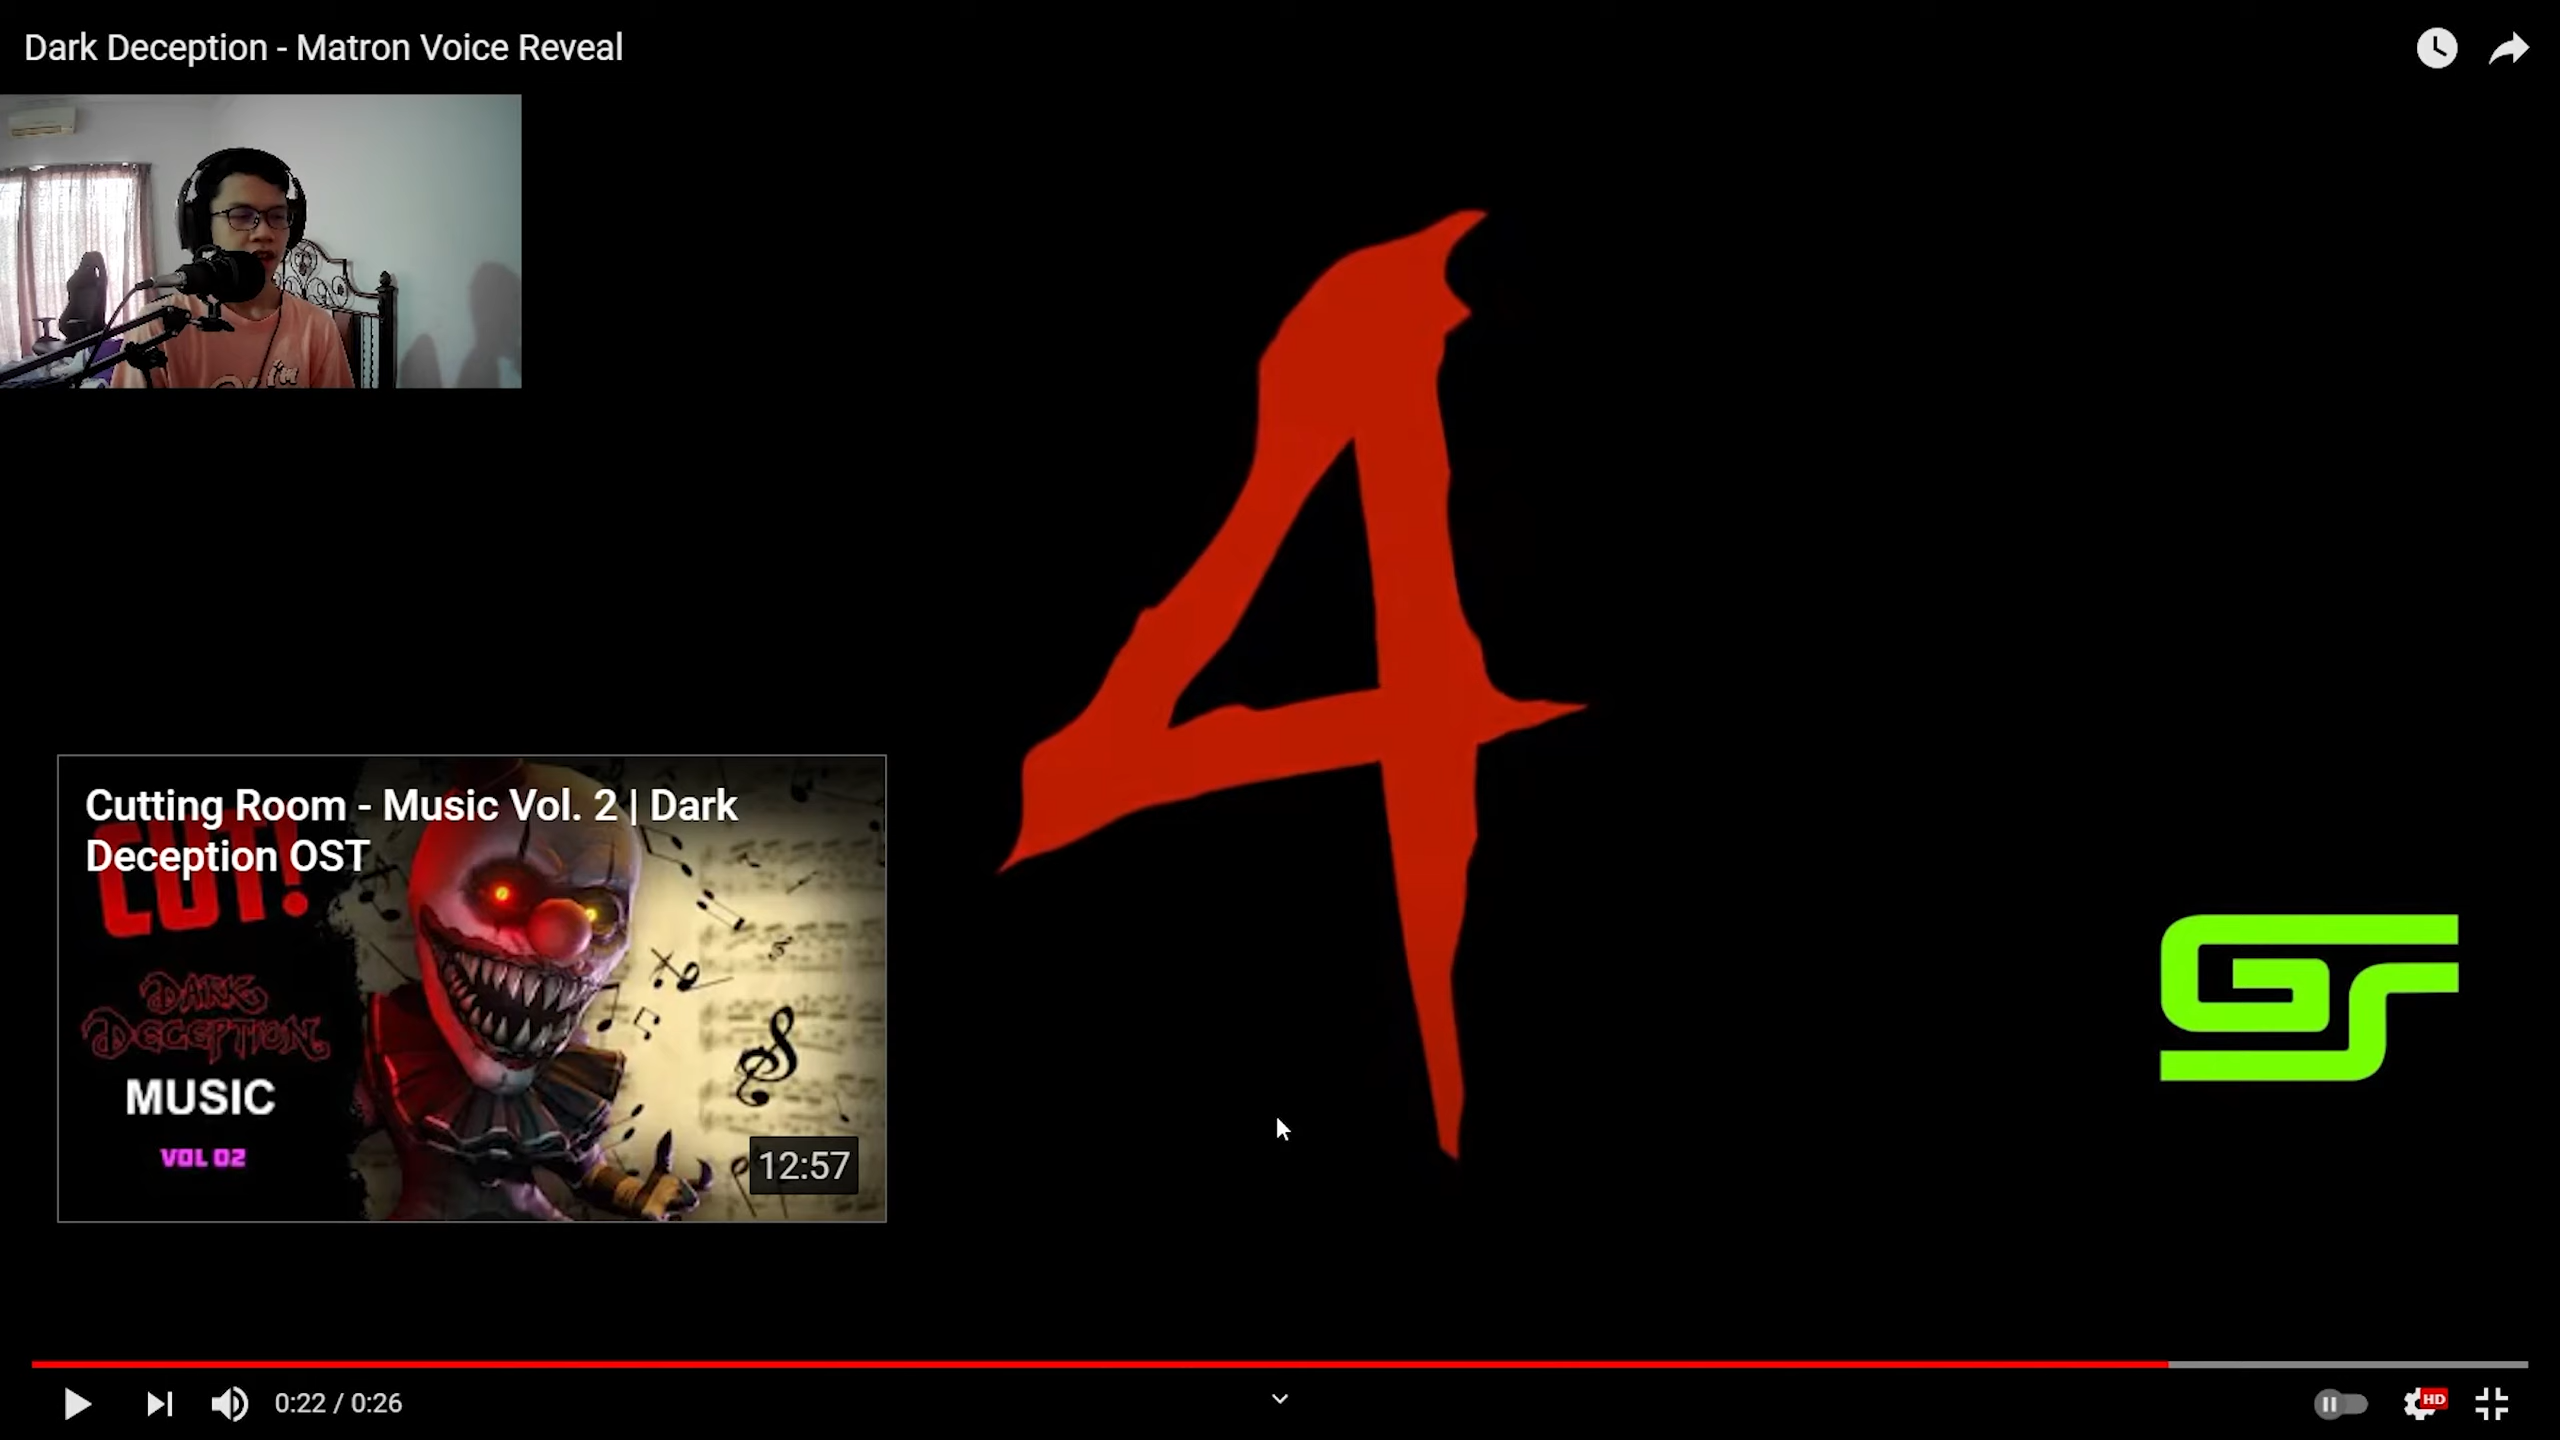 Dark Deception - Matron Voice Reveal
4
Cutting Room - Music Vol. 2 | Dark
Deception OST
CUT!
DARK
DECEPTION
MUSIC
VOL 02
12:57
0:22 / 0:26
HD